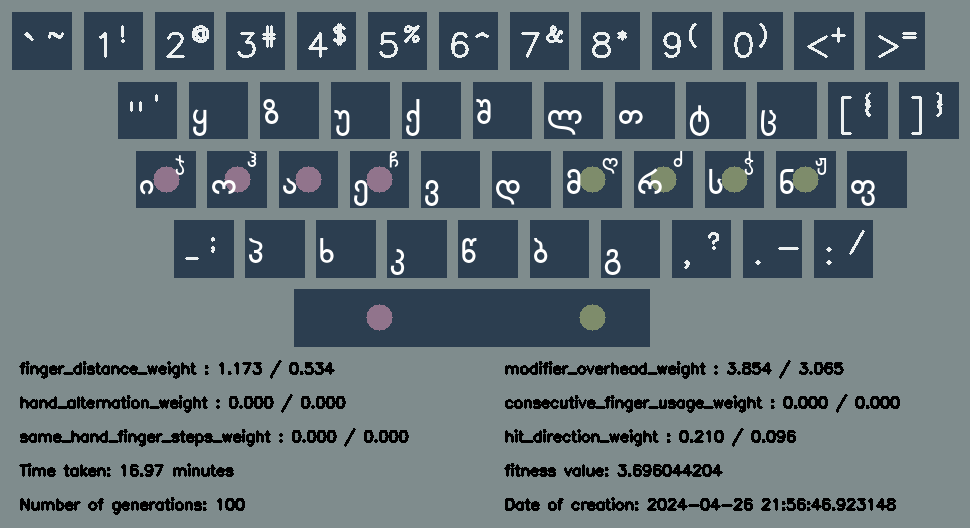 ` ~ 1 ! 2 @ 3 # 4 $ 5 % 6 ^ 7 & 8 * 9 ( 0 ) < + > =
" ' ყ ზ უ ქ შ ლ თ ტ ც [ { ] }
ი ჯ ო ჰ ა ე ჩ ვ დ მ ღ რ ძ ს ჭ ნ ჟ ფ
_ ; პ ხ კ წ ბ გ , ? . — : /
finger_distance_weight : 1.173 / 0.534 modifier_overhead_weight : 3.854 / 3.065
hand_alternation_weight : 0.000 / 0.000 consecutive_finger_usage_weight : 0.000 / 0.000
same_hand_finger_steps_weight : 0.000 / 0.000 hit_direction_weight : 0.210 / 0.096
Time taken: 16.97 minutes fitness value: 3.696044204
Number of generations: 100 Date of creation: 2024-04-26 21:56:46.923148